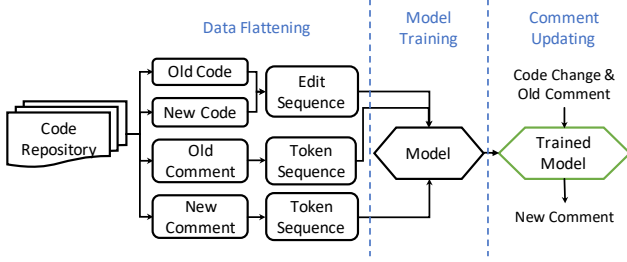 Data Flattening
Model
Training
Comment
Updating
Code
Repository
Old Code
New Code
Edit
Sequence
Old
Comment
Token
Sequence
New
Comment
Token
Sequence
Model
Code Change &
Old Comment
Trained
Model
New Comment